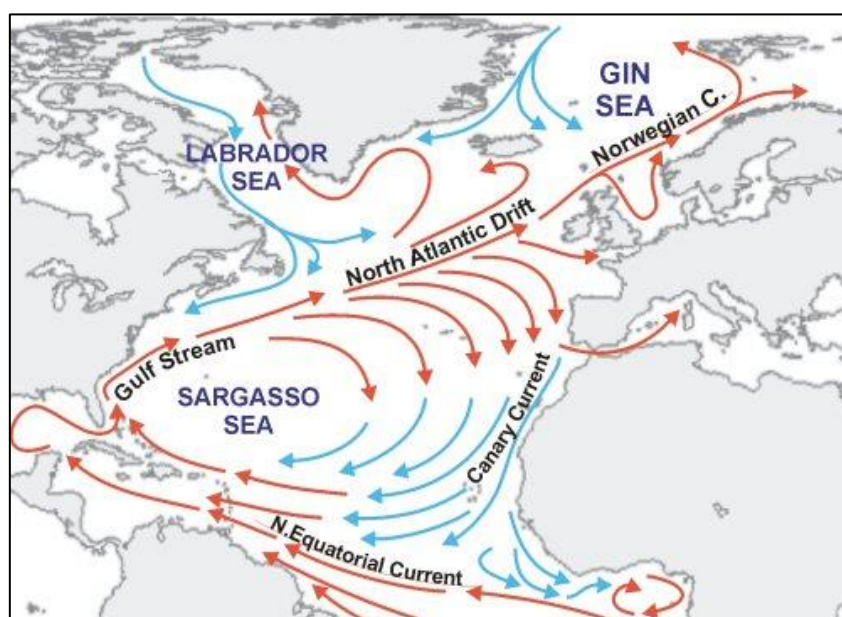 GIN
SEA
Norwegian C.
LABRADOR
SEA
North Atlantic Drift
Gulf Stream
SARGASSO
SEA
Canary Current
N.Equatorial Current